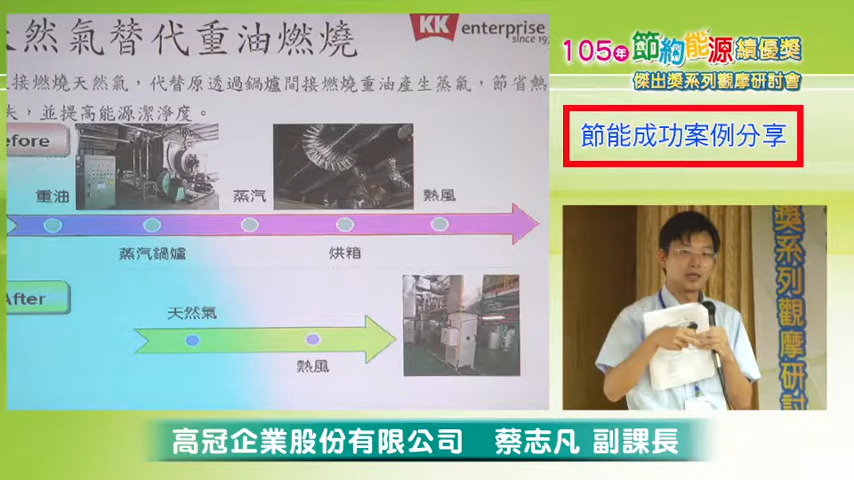 然氣替代重油燃燒
KK enterprise
since 197
105年節約能源績優獎
傑出獎系列觀摩研討會
接燃燒天然氣，代替原透過鍋爐間接燃燒重油產生蒸氣，節省熱
失，並提高能源潔淨度。
節能成功案例分享
efore
重油
蒸汽
熱風
蒸汽鍋爐
烘箱
After
天然氣
熱風
獎系列觀摩研討
高冠企業股份有限公司 蔡志凡 副課長